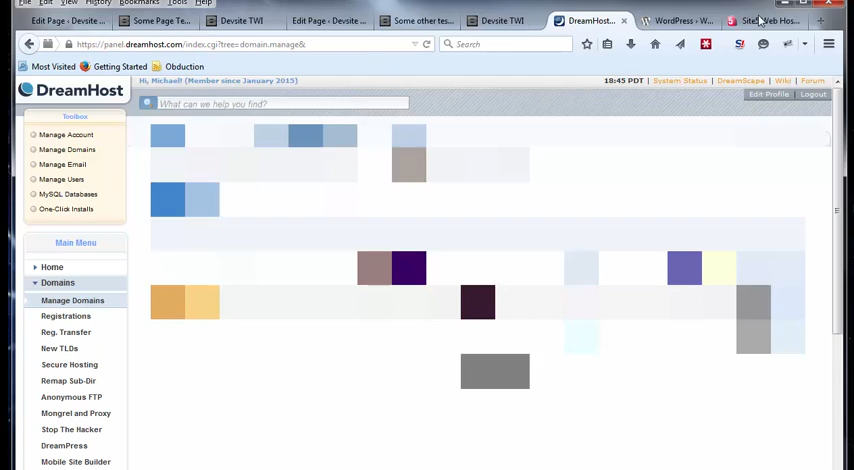 File Edit View History Bookmarks Tools Help
Edit Page ‹ Devsite ... Some Page Te... Devsite TWI Edit Page ‹ Devsite ... Some other tes... Devsite TWI DreamHost... × WordPress › W... Site5 Web Hos... +
https://panel.dreamhost.com/index.cgi?tree=domain.manage& Search
Most Visited Getting Started Obduction
DreamHost
Hi, Michael! (Member since January 2015) 18:45 PDT | System Status | DreamScape | Wiki | Forum
Edit Profile | Logout
What can we help you find?
Toolbox
Manage Account
Manage Domains
Manage Email
Manage Users
MySQL Databases
One-Click Installs
Main Menu
Home
Domains
Manage Domains
Registrations
Reg. Transfer
New TLDs
Secure Hosting
Remap Sub-Dir
Anonymous FTP
Mongrel and Proxy
Stop The Hacker
DreamPress
Mobile Site Builder